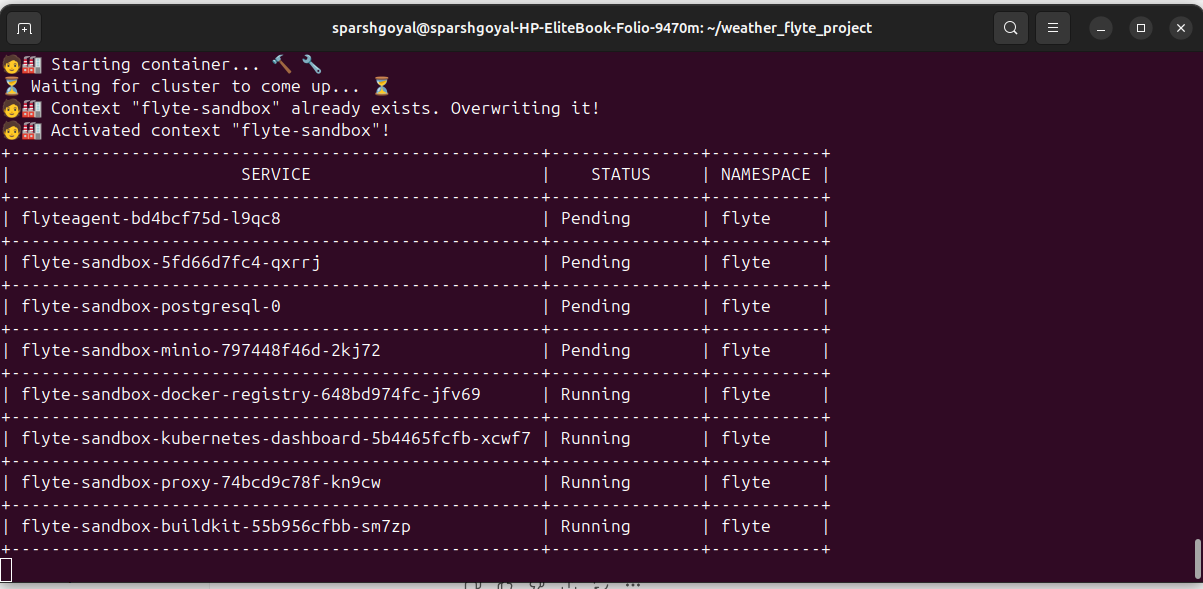 sparshgoyal@sparshgoyal-HP-EliteBook-Folio-9470m: ~/weather_flyte_project
🧑‍🏭 Starting container... 🔨 🔧
⏳ Waiting for cluster to come up... ⏳
🧑‍🏭 Context "flyte-sandbox" already exists. Overwriting it!
🧑‍🏭 Activated context "flyte-sandbox"!
+-----------------------------------------------------+---------------+-----------+
| SERVICE | STATUS | NAMESPACE |
+-----------------------------------------------------+---------------+-----------+
| flyteagent-bd4bcf75d-l9qc8 | Pending | flyte |
+-----------------------------------------------------+---------------+-----------+
| flyte-sandbox-5fd66d7fc4-qxrrj | Pending | flyte |
+-----------------------------------------------------+---------------+-----------+
| flyte-sandbox-postgresql-0 | Pending | flyte |
+-----------------------------------------------------+---------------+-----------+
| flyte-sandbox-minio-797448f46d-2kj72 | Pending | flyte |
+-----------------------------------------------------+---------------+-----------+
| flyte-sandbox-docker-registry-648bd974fc-jfv69 | Running | flyte |
+-----------------------------------------------------+---------------+-----------+
| flyte-sandbox-kubernetes-dashboard-5b4465fcfb-xcwf7 | Running | flyte |
+-----------------------------------------------------+---------------+-----------+
| flyte-sandbox-proxy-74bcd9c78f-kn9cw | Running | flyte |
+-----------------------------------------------------+---------------+-----------+
| flyte-sandbox-buildkit-55b956cfbb-sm7zp | Running | flyte |
+-----------------------------------------------------+---------------+-----------+